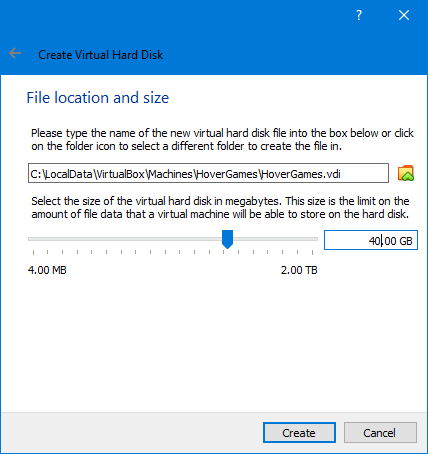 ?
Create Virtual Hard Disk
File location and size
Please type the name of the new virtual hard disk file into the box below or click
on the folder icon to select a different folder to create the file in.
C:\LocalData\VirtualBox\Machines\HoverGames\HoverGames.vdi
Select the size of the virtual hard disk in megabytes. This size is the limit on the
amount of file data that a virtual machine will be able to store on the hard disk.
40.00 GB
4.00 MB 2.00 TB
Create Cancel